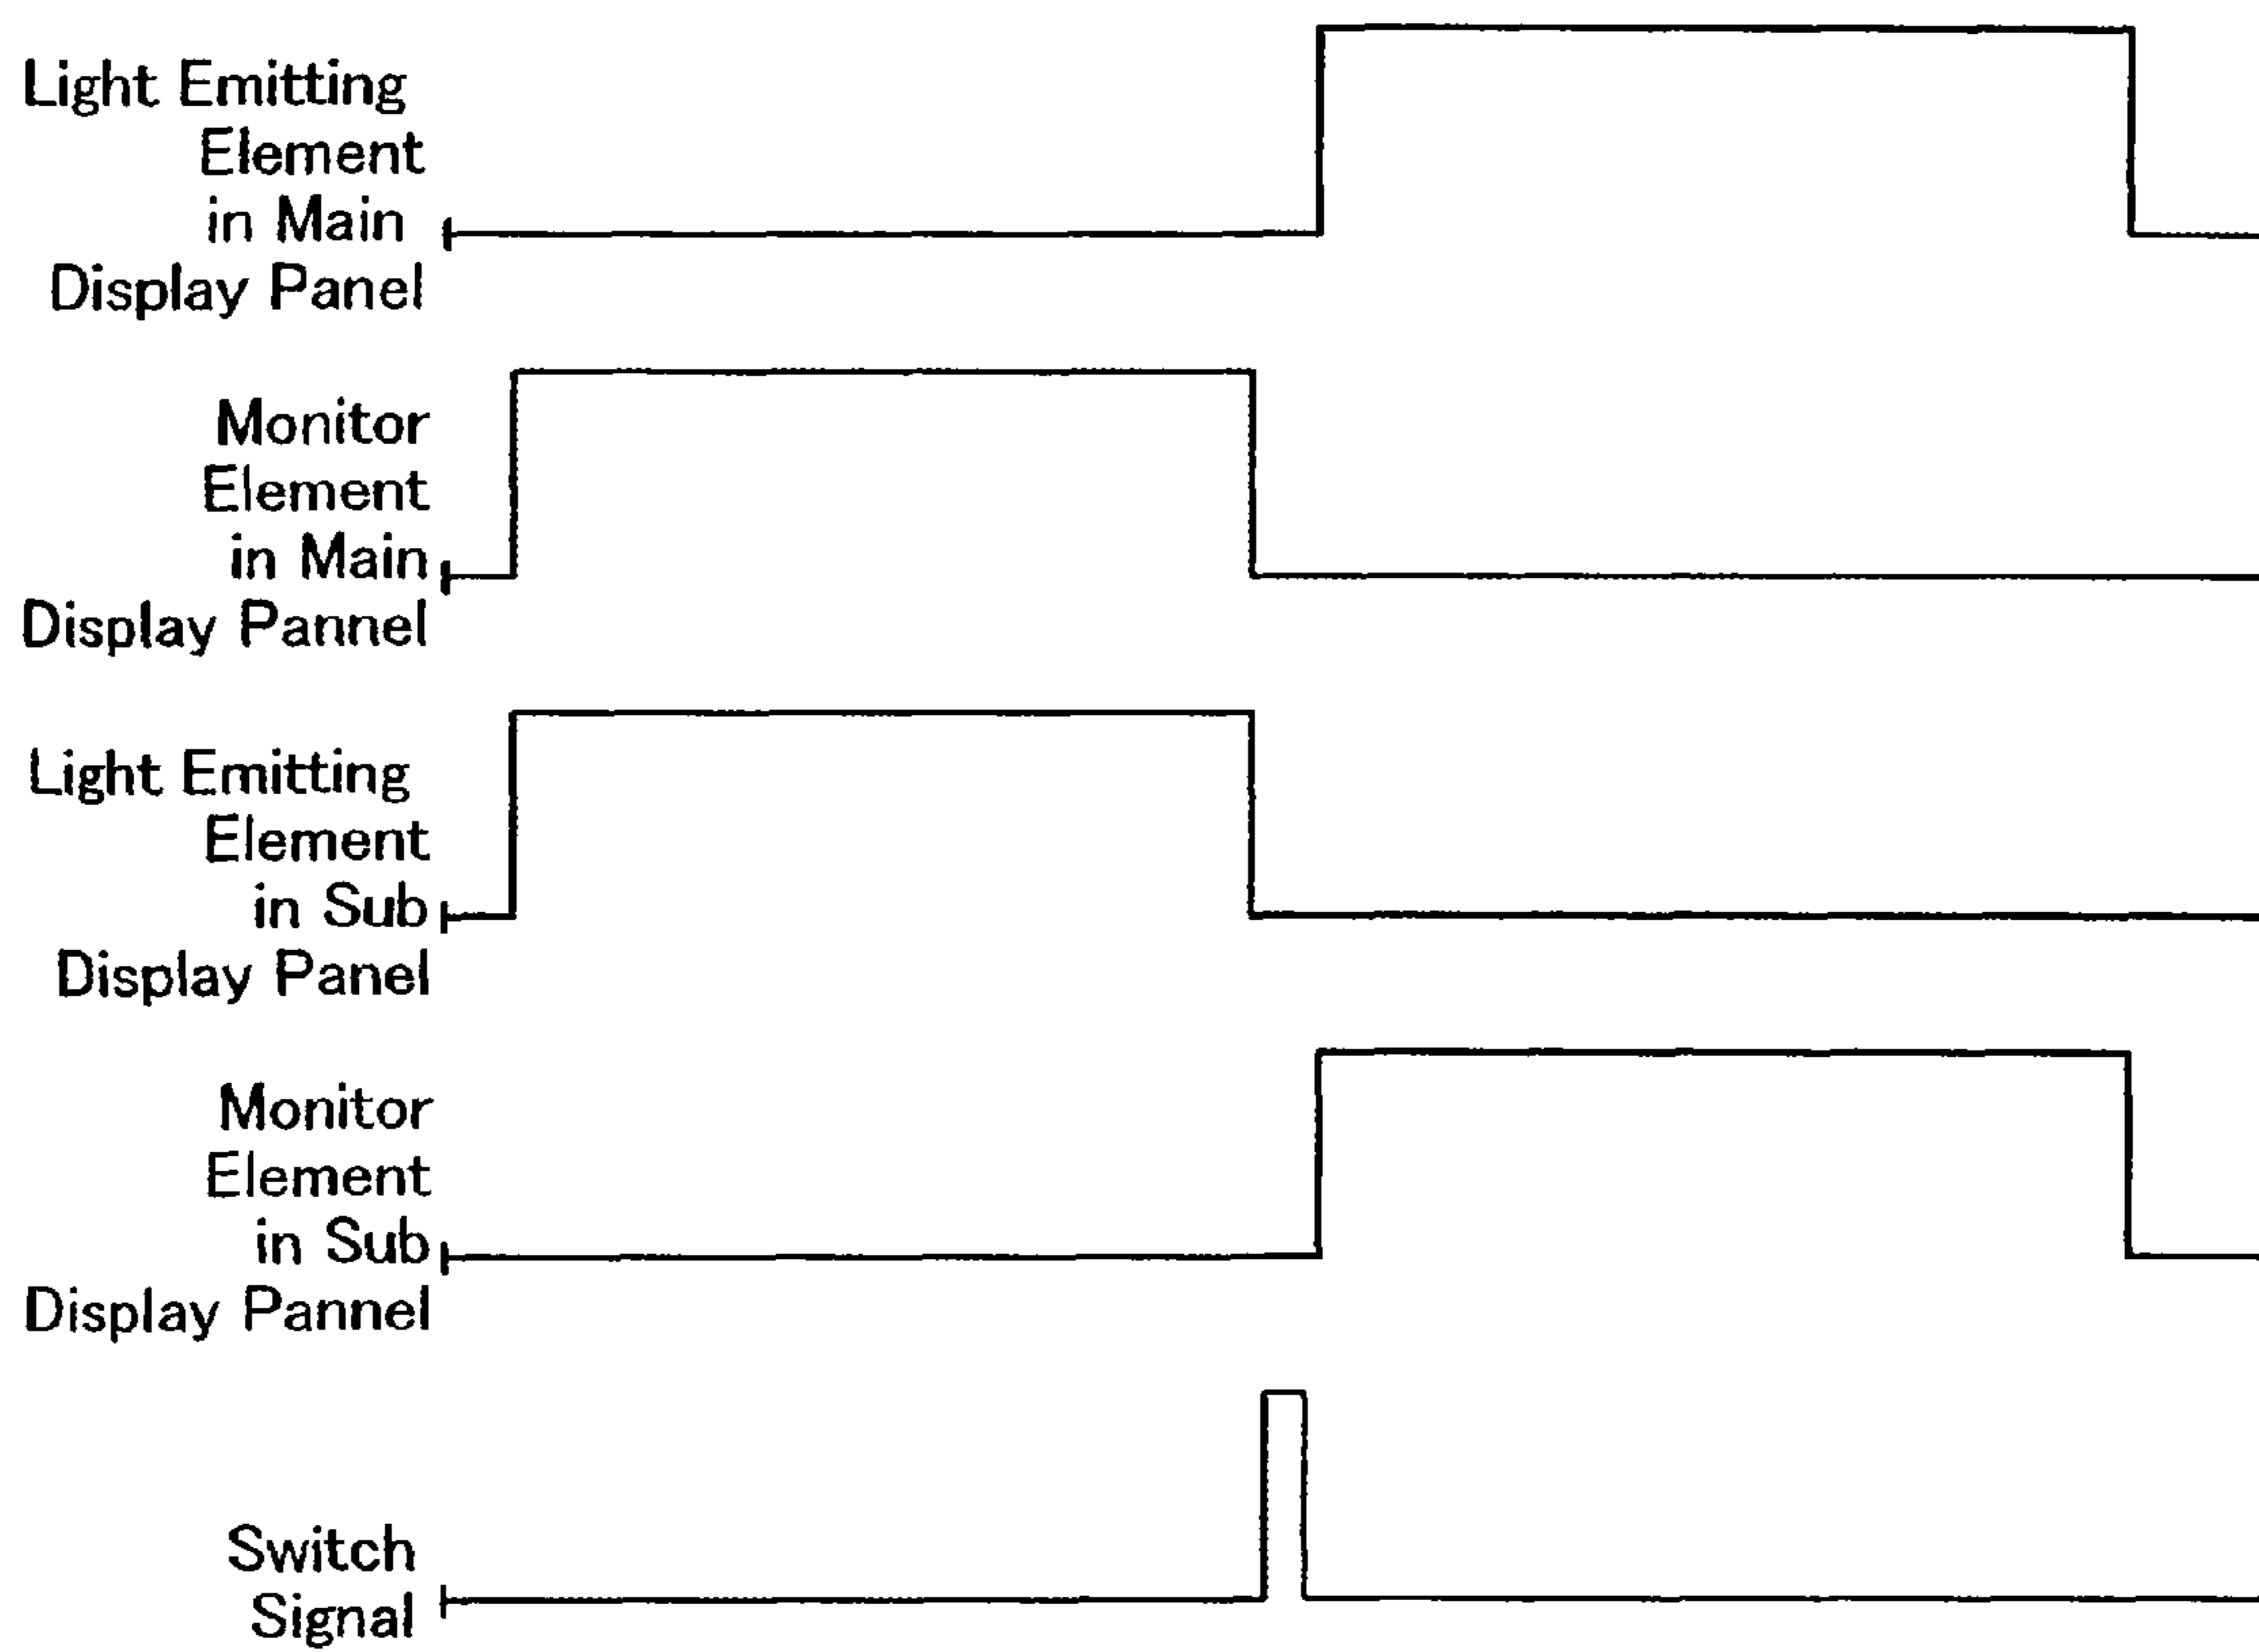 Light Emitting
Element
in Main
Display Panel
Monitor
Element
in Main
Display Pannel
Light Emitting
Element
in Sub
Display Panel
Monitor
Element
in Sub
Display Pannel
Switch
Signal